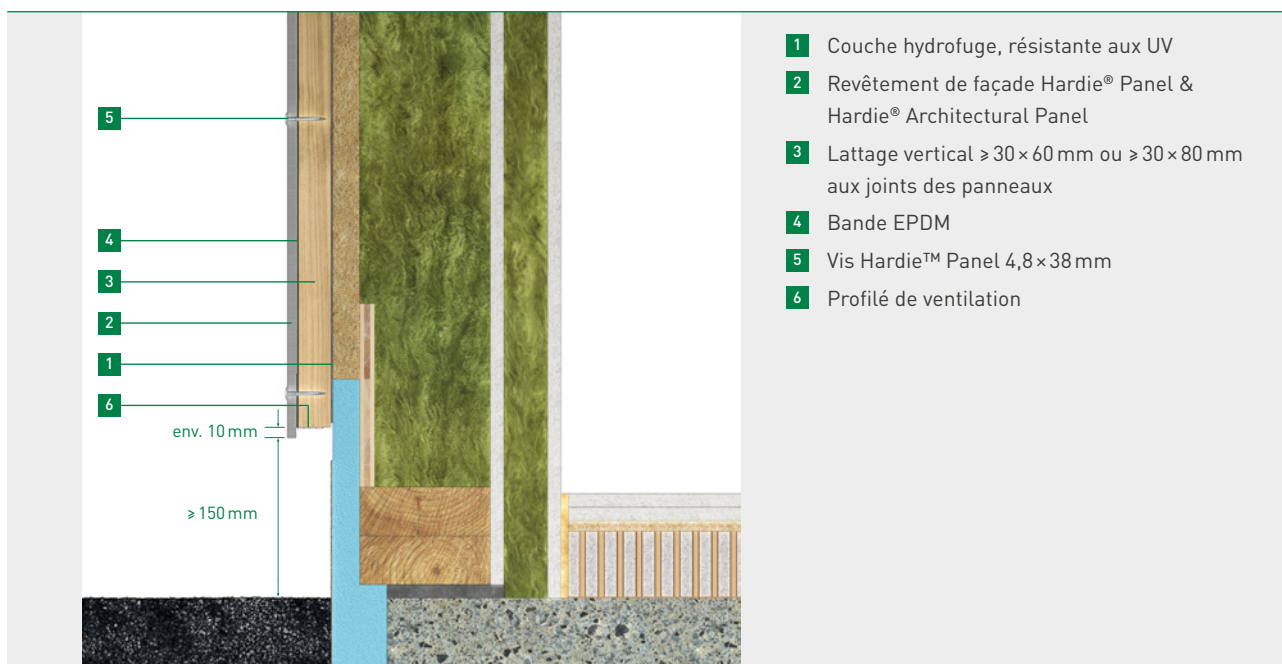 5
4
3
2
1
6
env. 10 mm
≥ 150 mm
1 Couche hydrofuge, résistante aux UV
2 Revêtement de façade Hardie® Panel &
Hardie® Architectural Panel
3 Lattage vertical ≥ 30 × 60 mm ou ≥ 30 × 80 mm
aux joints des panneaux
4 Bande EPDM
5 Vis Hardie™ Panel 4,8 × 38 mm
6 Profilé de ventilation